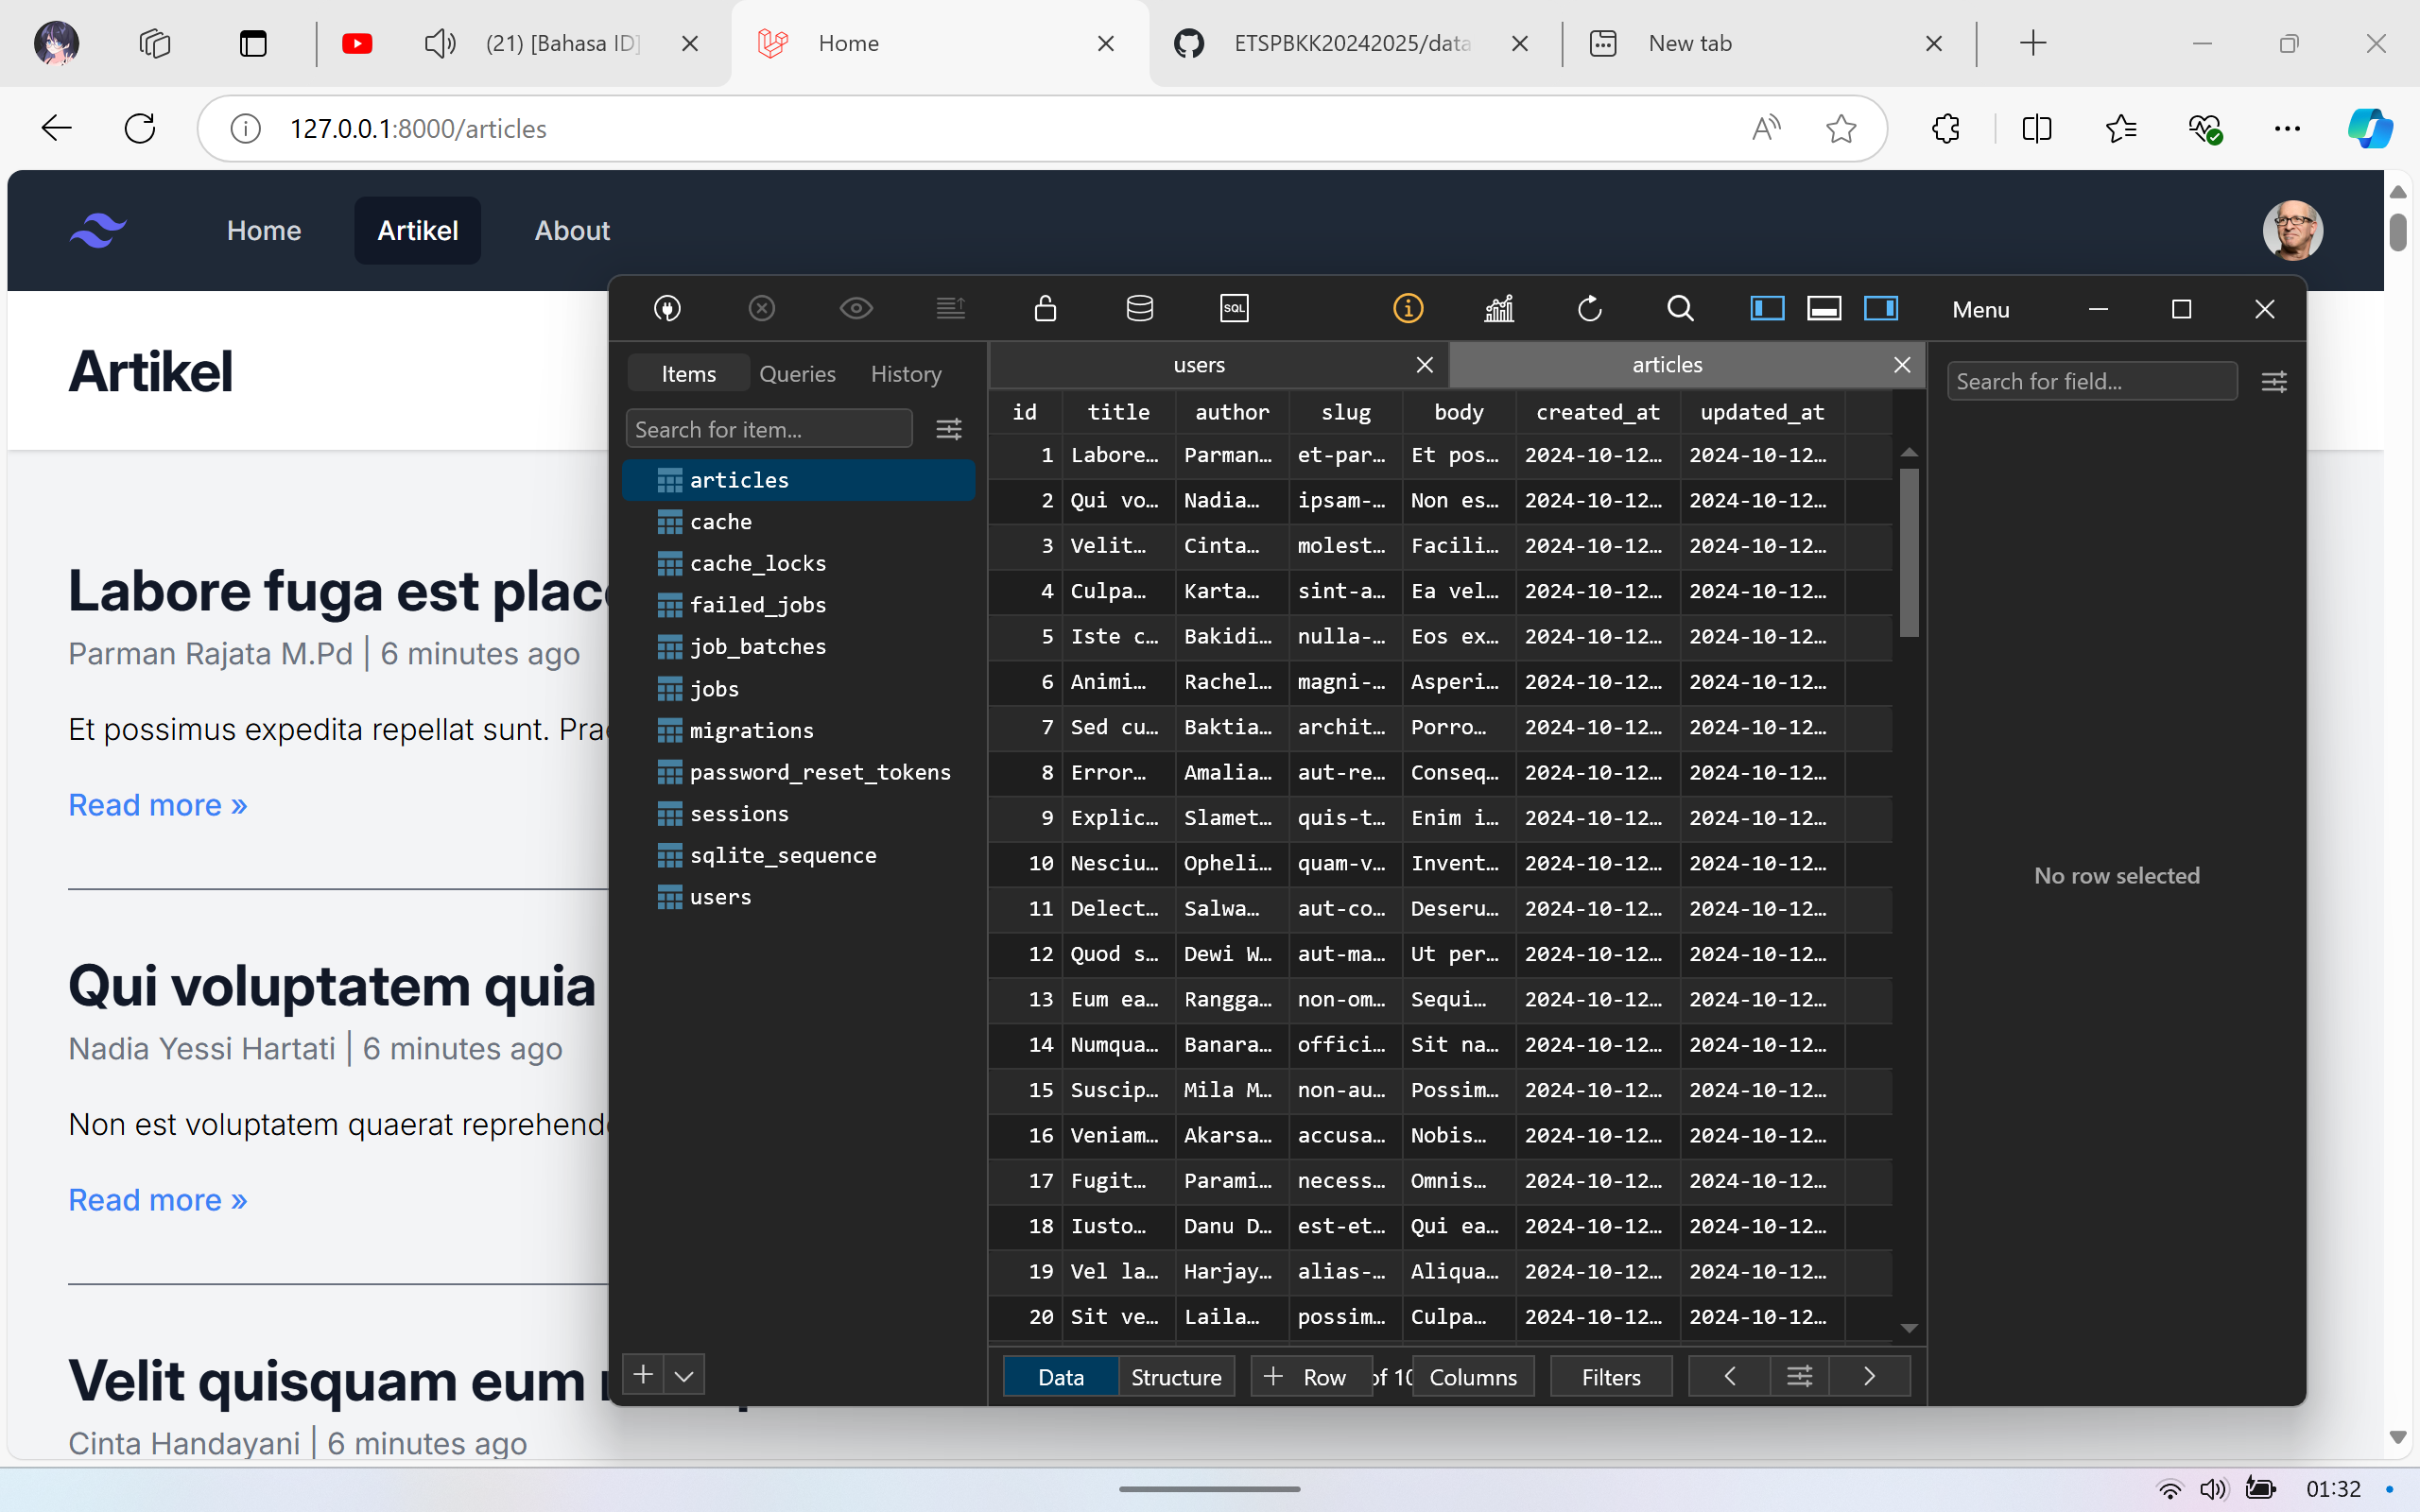 (21) [Bahasa ID]
Home
ETSPBKK20242025/data
New tab
127.0.0.1:8000/articles
Home
Artikel
About
Artikel
Labore fuga est
Parman Rajata M.Pd | 6 minutes ago
Et possimus expedita repellat sunt.
Read more »
Qui voluptatem quia
Nadia Yessi Hartati | 6 minutes ago
Non est voluptatem quaerat
Read more »
Velit quisquam eum
Cinta Handayani | 6 minutes ago
SQL
Menu
Items Queries History
Search for item...
articles
cache
cache_locks
failed_jobs
job_batches
jobs
migrations
password_reset_tokens
sessions
sqlite_sequence
users
users articles
id title author slug body created_at updated_at
1 Labore… Parman… et-par… Et pos… 2024-10-12… 2024-10-12…
2 Qui vo… Nadia… ipsam-… Non es… 2024-10-12… 2024-10-12…
3 Velit… Cinta… molest… Facili… 2024-10-12… 2024-10-12…
4 Culpa… Karta… sint-a… Ea vel… 2024-10-12… 2024-10-12…
5 Iste c… Bakidi… nulla-… Eos ex… 2024-10-12… 2024-10-12…
6 Animi… Rachel… magni-… Asperi… 2024-10-12… 2024-10-12…
7 Sed cu… Baktia… archit… Porro… 2024-10-12… 2024-10-12…
8 Error… Amalia… aut-re… Conseq… 2024-10-12… 2024-10-12…
9 Explic… Slamet… quis-t… Enim i… 2024-10-12… 2024-10-12…
10 Nesciu… Opheli… quam-v… Invent… 2024-10-12… 2024-10-12…
11 Delect… Salwa… aut-co… Deseru… 2024-10-12… 2024-10-12…
12 Quod s… Dewi W… aut-ma… Ut per… 2024-10-12… 2024-10-12…
13 Eum ea… Rangga… non-om… Sequi… 2024-10-12… 2024-10-12…
14 Numqua… Banara… offici… Sit na… 2024-10-12… 2024-10-12…
15 Suscip… Mila M… non-au… Possim… 2024-10-12… 2024-10-12…
16 Veniam… Akarsa… accusa… Nobis… 2024-10-12… 2024-10-12…
17 Fugit… Parami… necess… Omnis… 2024-10-12… 2024-10-12…
18 Iusto… Danu D… est-et… Qui ea… 2024-10-12… 2024-10-12…
19 Vel la… Harjay… alias-… Aliqua… 2024-10-12… 2024-10-12…
20 Sit ve… Laila… possim… Culpa… 2024-10-12… 2024-10-12…
Data Structure Row of 10 Columns Filters
Search for field...
No row selected
01:32